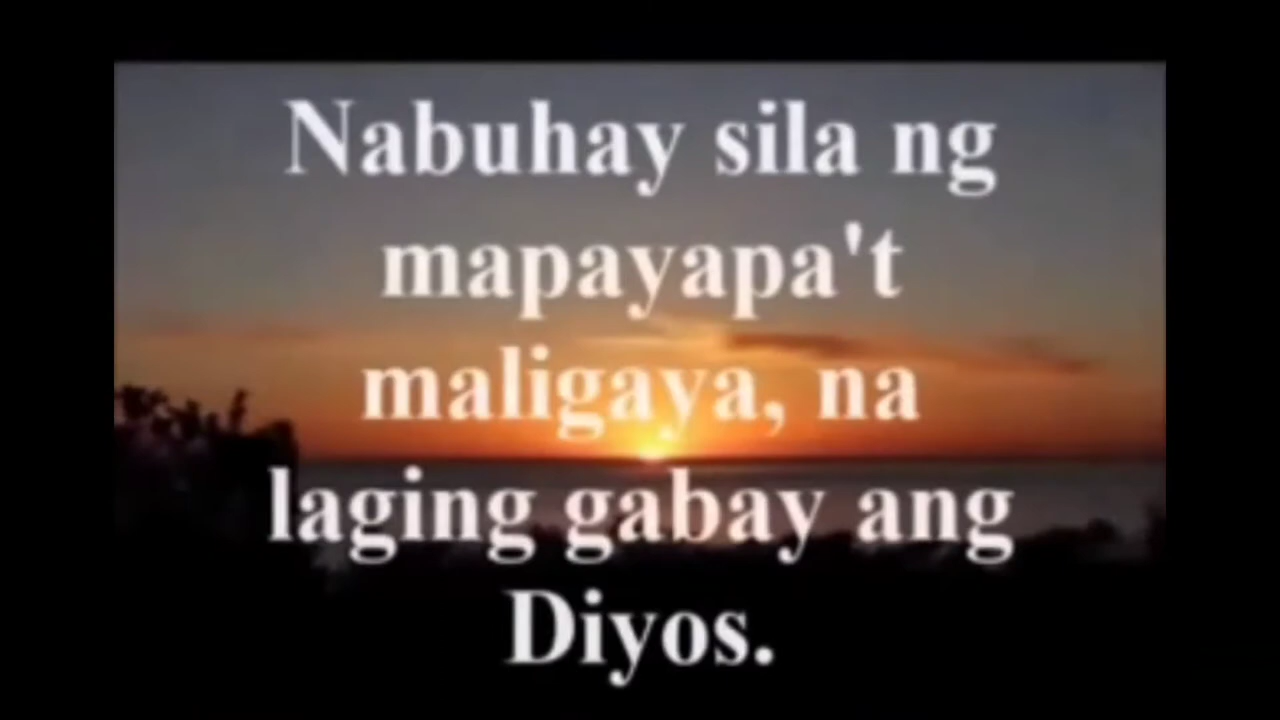 Nabuhay sila ng
mapayapa't
maligaya, na
laging gabay ang
Diyos.